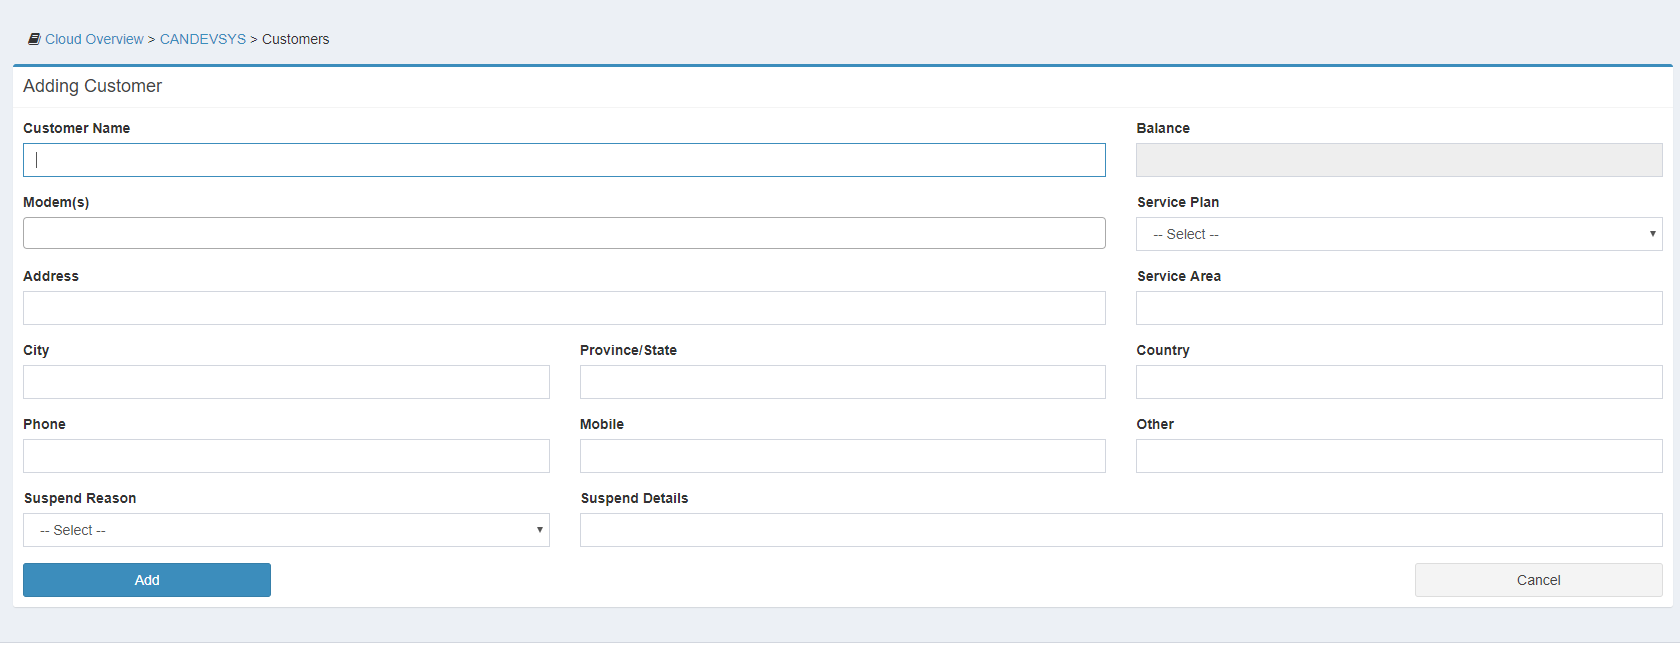 Cloud Overview > CANDEVSYS > Customers
Adding Customer
Customer Name
Balance
Modem(s)
Service Plan
-- Select --
Address
Service Area
City
Province/State
Country
Phone
Mobile
Other
Suspend Reason
Suspend Details
-- Select --
Add
Cancel